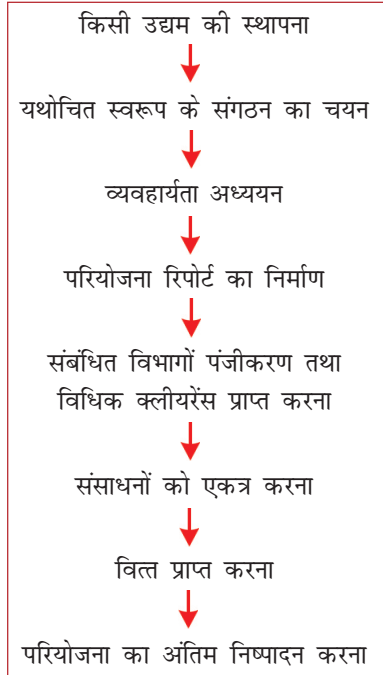 किसी उद्यम की स्थापना
यथोचित स्वरूप के संगठन का चयन
व्यवहार्यता अध्ययन
परियोजना रिपोर्ट का निर्माण
संबंधित विभागों पंजीकरण तथा
विधिक क्लीयरेंस प्राप्त करना
संसाधनों को एकत्र करना
वित्त प्राप्त करना
परियोजना का अंतिम निष्पादन करना